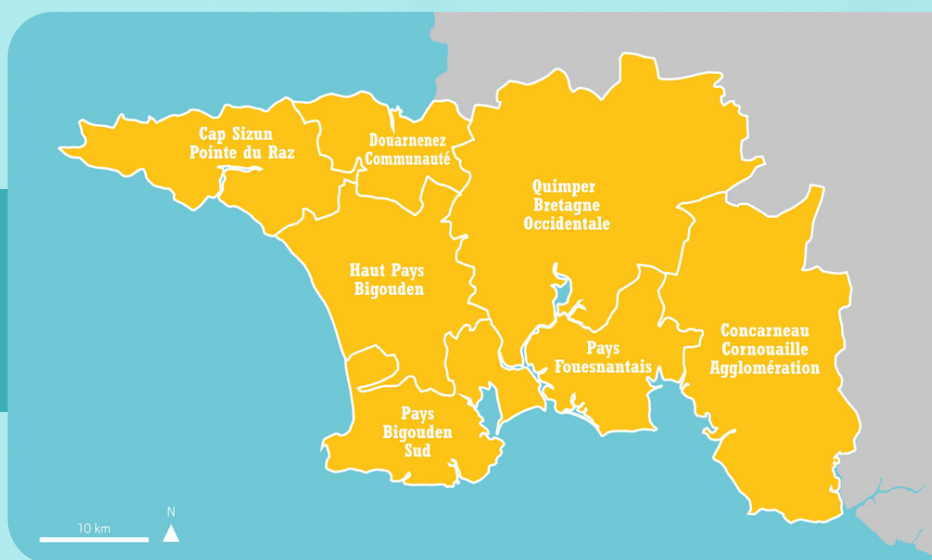 Cap Sizun
Pointe du Raz
Douarnenez
Communauté
Quimper
Bretagne
Occidentale
Haut Pays
Bigouden
Concarneau
Cornouaille
Agglomération
Pays
Fouesnantais
Pays
Bigouden
Sud
10 km
N